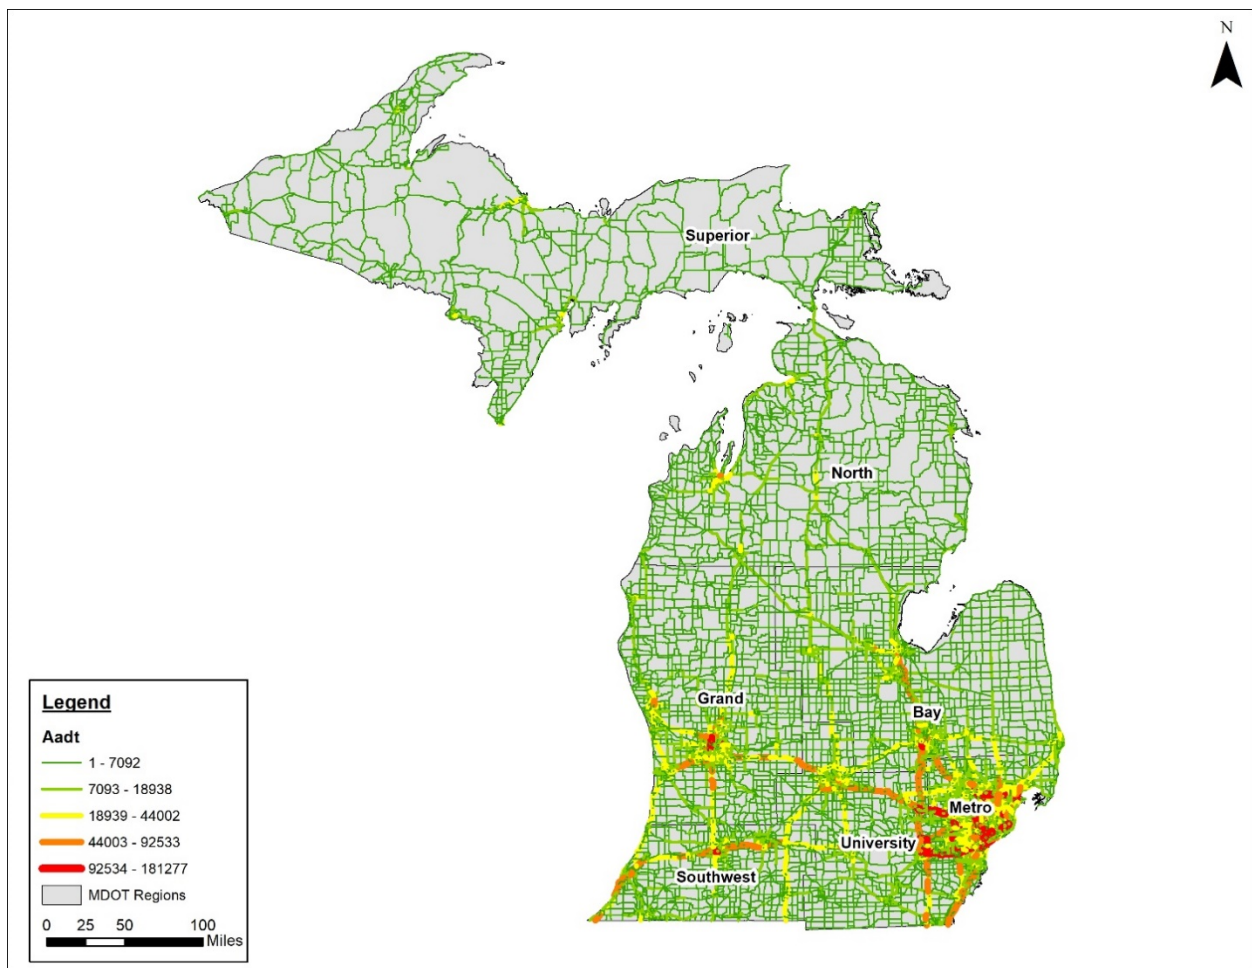 N
Superior
North
Grand
Bay
Metro
University
Southwest
Legend
Aadt
1 - 7092
7093 - 18938
18939 - 44002
44003 - 92533
92534 - 181277
MDOT Regions
0 25 50 100
Miles